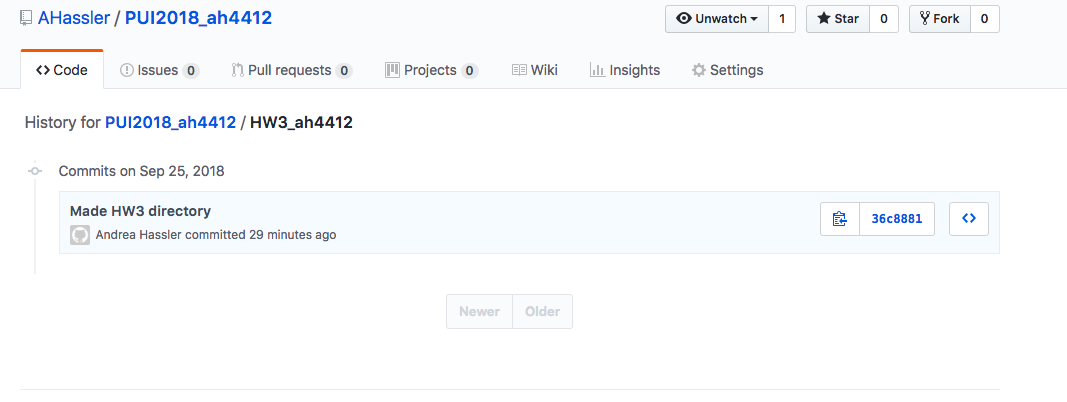 AHassler / PUI2018_ah4412
Unwatch 1 Star 0 Fork 0
Code Issues 0 Pull requests 0 Projects 0 Wiki Insights Settings
History for PUI2018_ah4412 / HW3_ah4412
Commits on Sep 25, 2018
Made HW3 directory
Andrea Hassler committed 29 minutes ago
36c8881
Newer Older